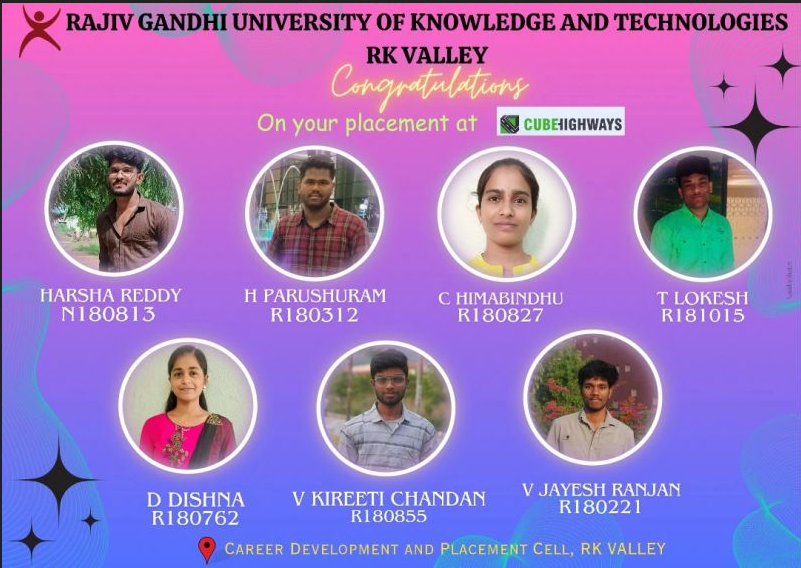 RAJIV GANDHI UNIVERSITY OF KNOWLEDGE AND TECHNOLOGIES
RK VALLEY
Congratulations
On your placement at CUBEHIGHWAYS
HARSHA REDDY
N180813
H PARUSHURAM
R180312
C HIMABINDHU
R180827
T LOKESH
R181015
D DISHNA
R180762
V KIREETI CHANDAN
R180855
V JAYESH RANJAN
R180221
CAREER DEVELOPMENT AND PLACEMENT CELL, RK VALLEY